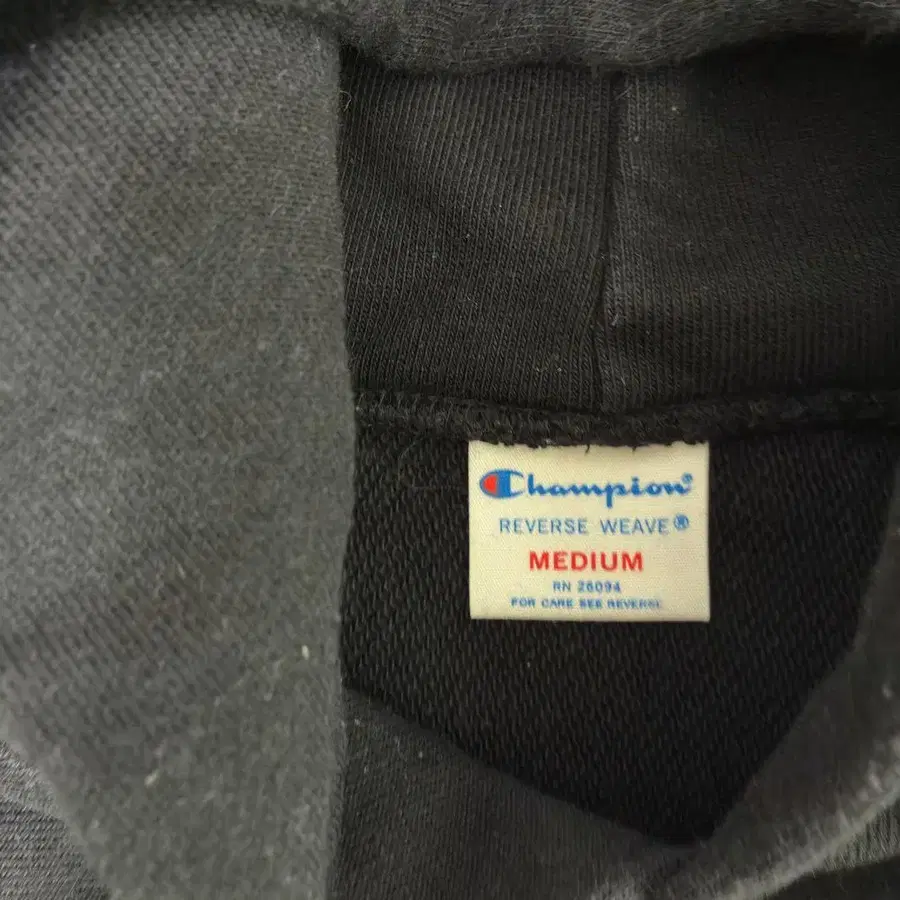 Champion®
REVERSE WEAVE®
MEDIUM
RN 26094
FOR CARE SEE REVERSE